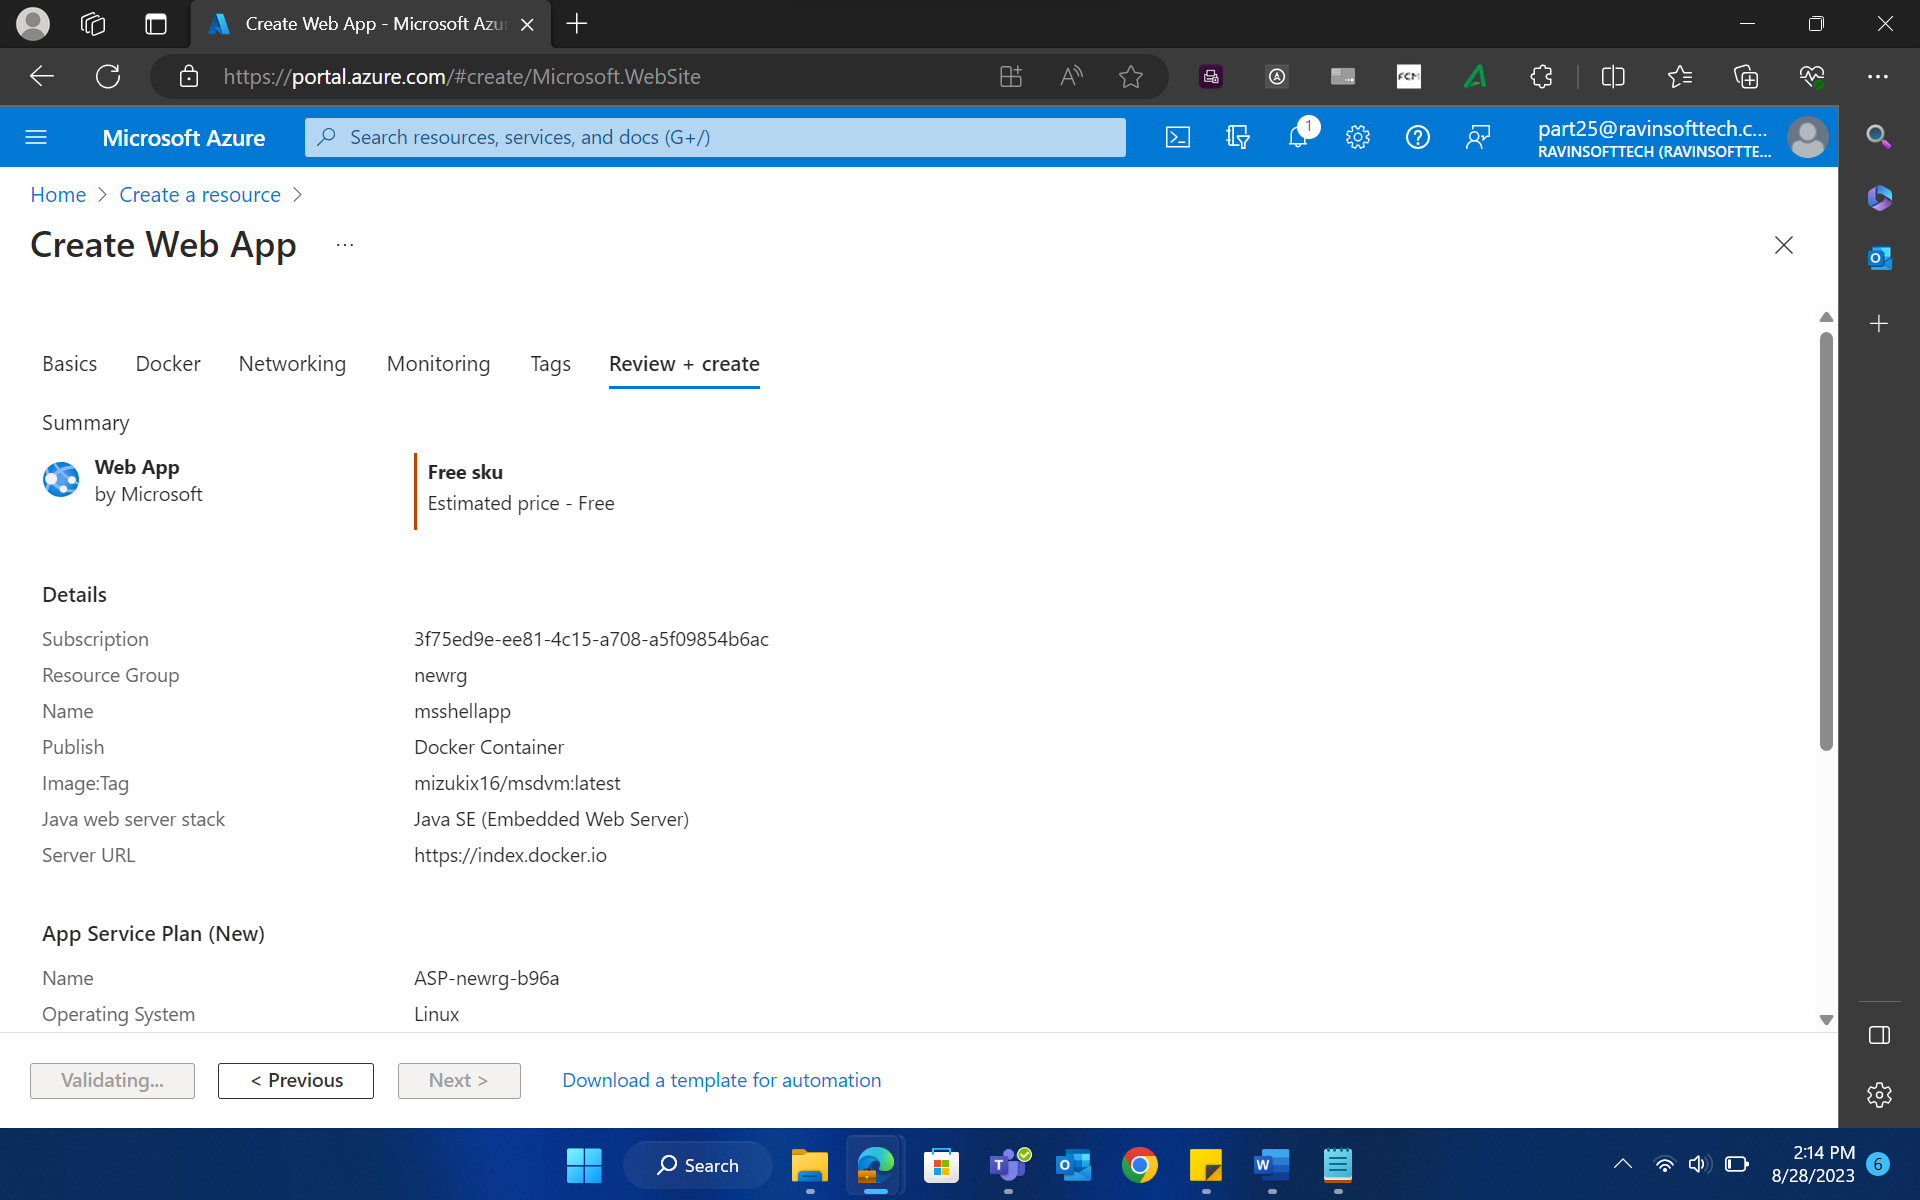 Create Web App - Microsoft Azu
https://portal.azure.com/#create/Microsoft.WebSite
FCM
Microsoft Azure
Search resources, services, and docs (G+/)
1
part25@ravinsofttech.c...
RAVINSOFTTECH (RAVINSOFTTE...
Home > Create a resource >
Create Web App ...
Basics Docker Networking Monitoring Tags Review + create
Summary
Web App
by Microsoft
Free sku
Estimated price - Free
Details
Subscription 3f75ed9e-ee81-4c15-a708-a5f09854b6ac
Resource Group newrg
Name msshellapp
Publish Docker Container
Image:Tag mizukix16/msdvm:latest
Java web server stack Java SE (Embedded Web Server)
Server URL https://index.docker.io
App Service Plan (New)
Name ASP-newrg-b96a
Operating System Linux
Validating... < Previous Next > Download a template for automation
Search
2:14 PM
8/28/2023
6